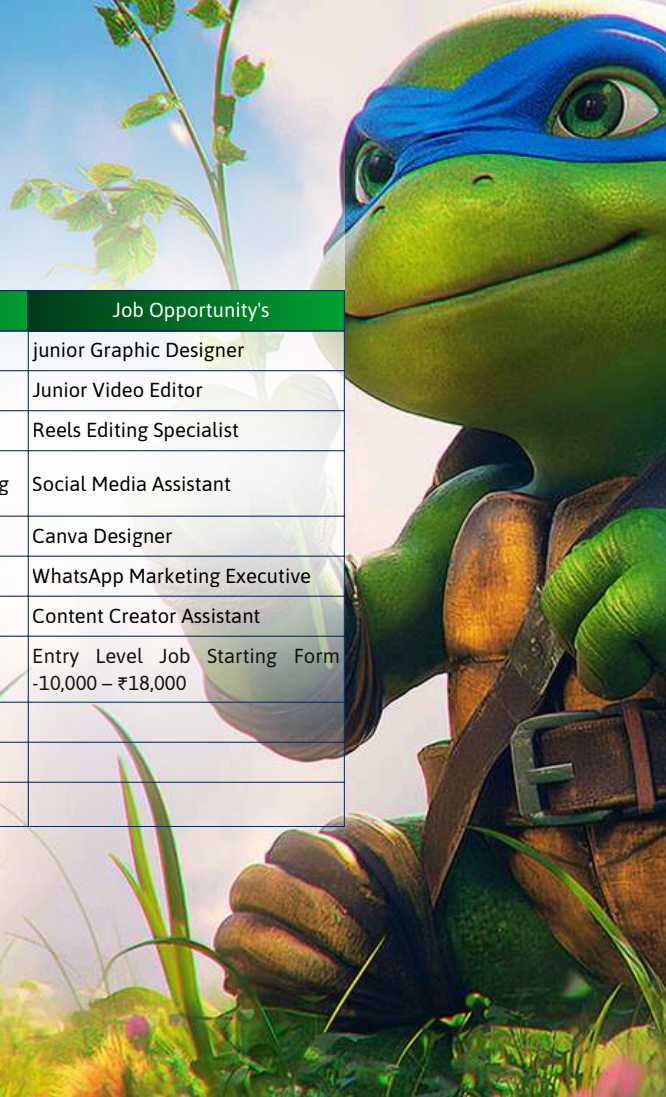 Job Opportunity's
junior Graphic Designer
Junior Video Editor
Reels Editing Specialist
g Social Media Assistant
Canva Designer
WhatsApp Marketing Executive
Content Creator Assistant
Entry Level Job Starting Form
-10,000 – ₹18,000